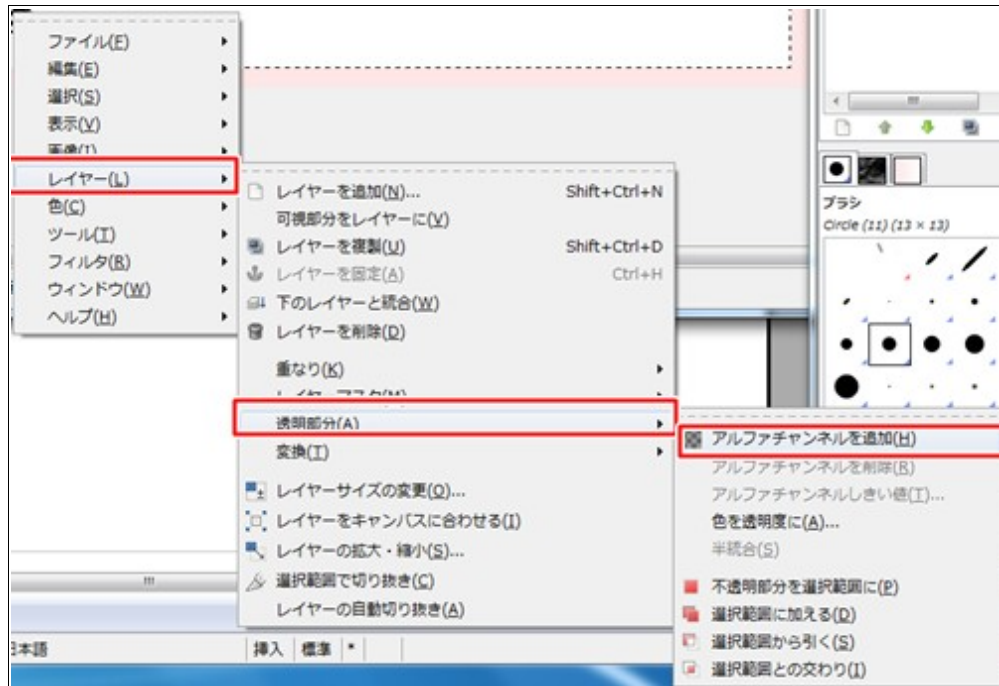 ファイル(F)
編集(E)
選択(S)
表示(V)
画像(I)
レイヤー(L)
色(C)
ツール(T)
フィルタ(R)
ウィンドウ(W)
ヘルプ(H)
レイヤーを追加(N)... Shift+Ctrl+N
可視部分をレイヤーに(V)
レイヤーを複製(U) Shift+Ctrl+D
レイヤーを固定(A) Ctrl+H
下のレイヤーと統合(W)
レイヤーを削除(D)
重なり(K)
レイヤーマスク(M)
透明部分(A)
変換(T)
レイヤーサイズの変更(O)...
レイヤーをキャンバスに合わせる(I)
レイヤーの拡大・縮小(S)...
選択範囲で切り抜き(C)
レイヤーの自動切り抜き(A)
アルファチャンネルを追加(H)
アルファチャンネルを削除(R)
アルファチャンネルしきい値(T)...
色を透明度に(A)...
半統合(S)
不透明部分を選択範囲に(P)
選択範囲に加える(D)
選択範囲から引く(S)
選択範囲との交わり(I)
ブラシ
Circle (11) (13 × 13)
日本語 挿入 標準 *